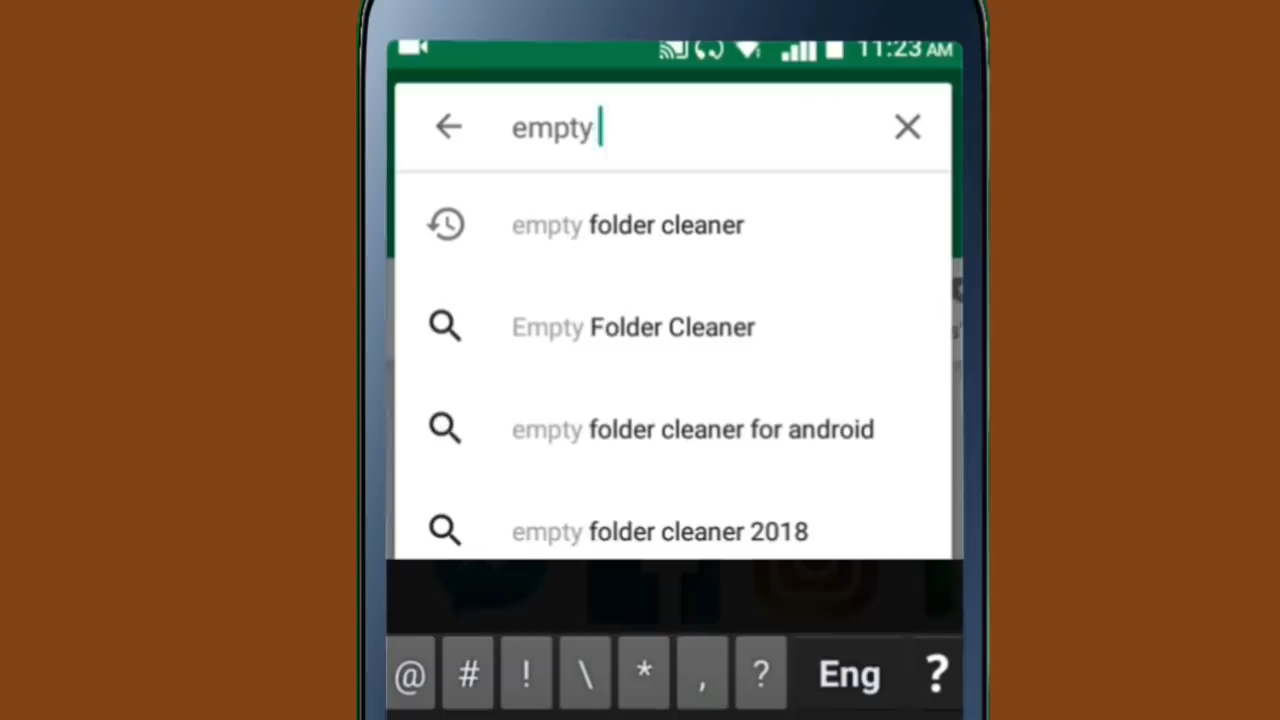 11:23 AM
empty
empty folder cleaner
Empty Folder Cleaner
empty folder cleaner for android
empty folder cleaner 2018
@ # ! \ * , ? Eng ?